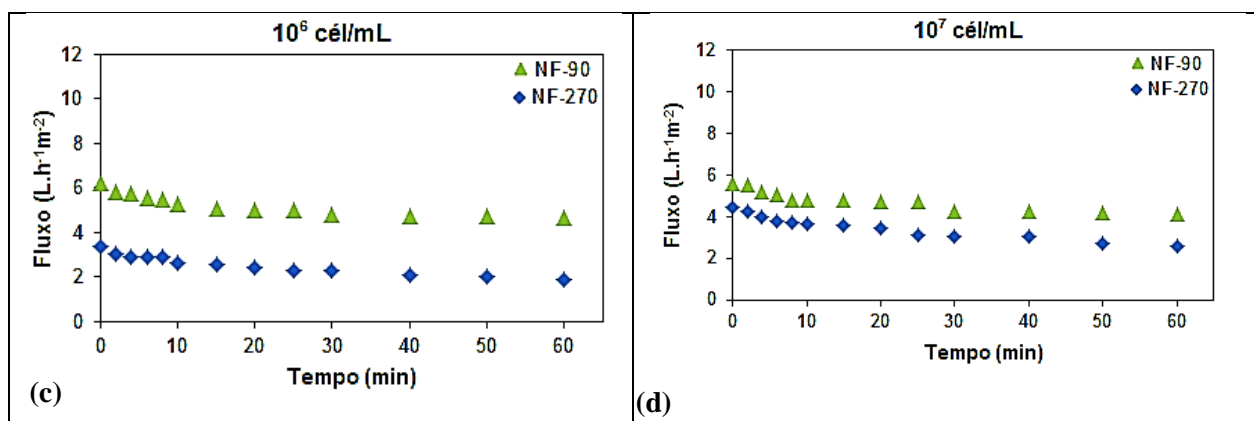 10⁶ cél/mL
12
10
8
6
4
2
0
Fluxo (L.h⁻¹m⁻²)
NF-90
NF-270
0 10 20 30 40 50 60
Tempo (min)
(c)
10⁷ cél/mL
12
10
8
6
4
2
0
Fluxo (L.h⁻¹m⁻²)
NF-90
NF-270
0 10 20 30 40 50 60
Tempo (min)
(d)